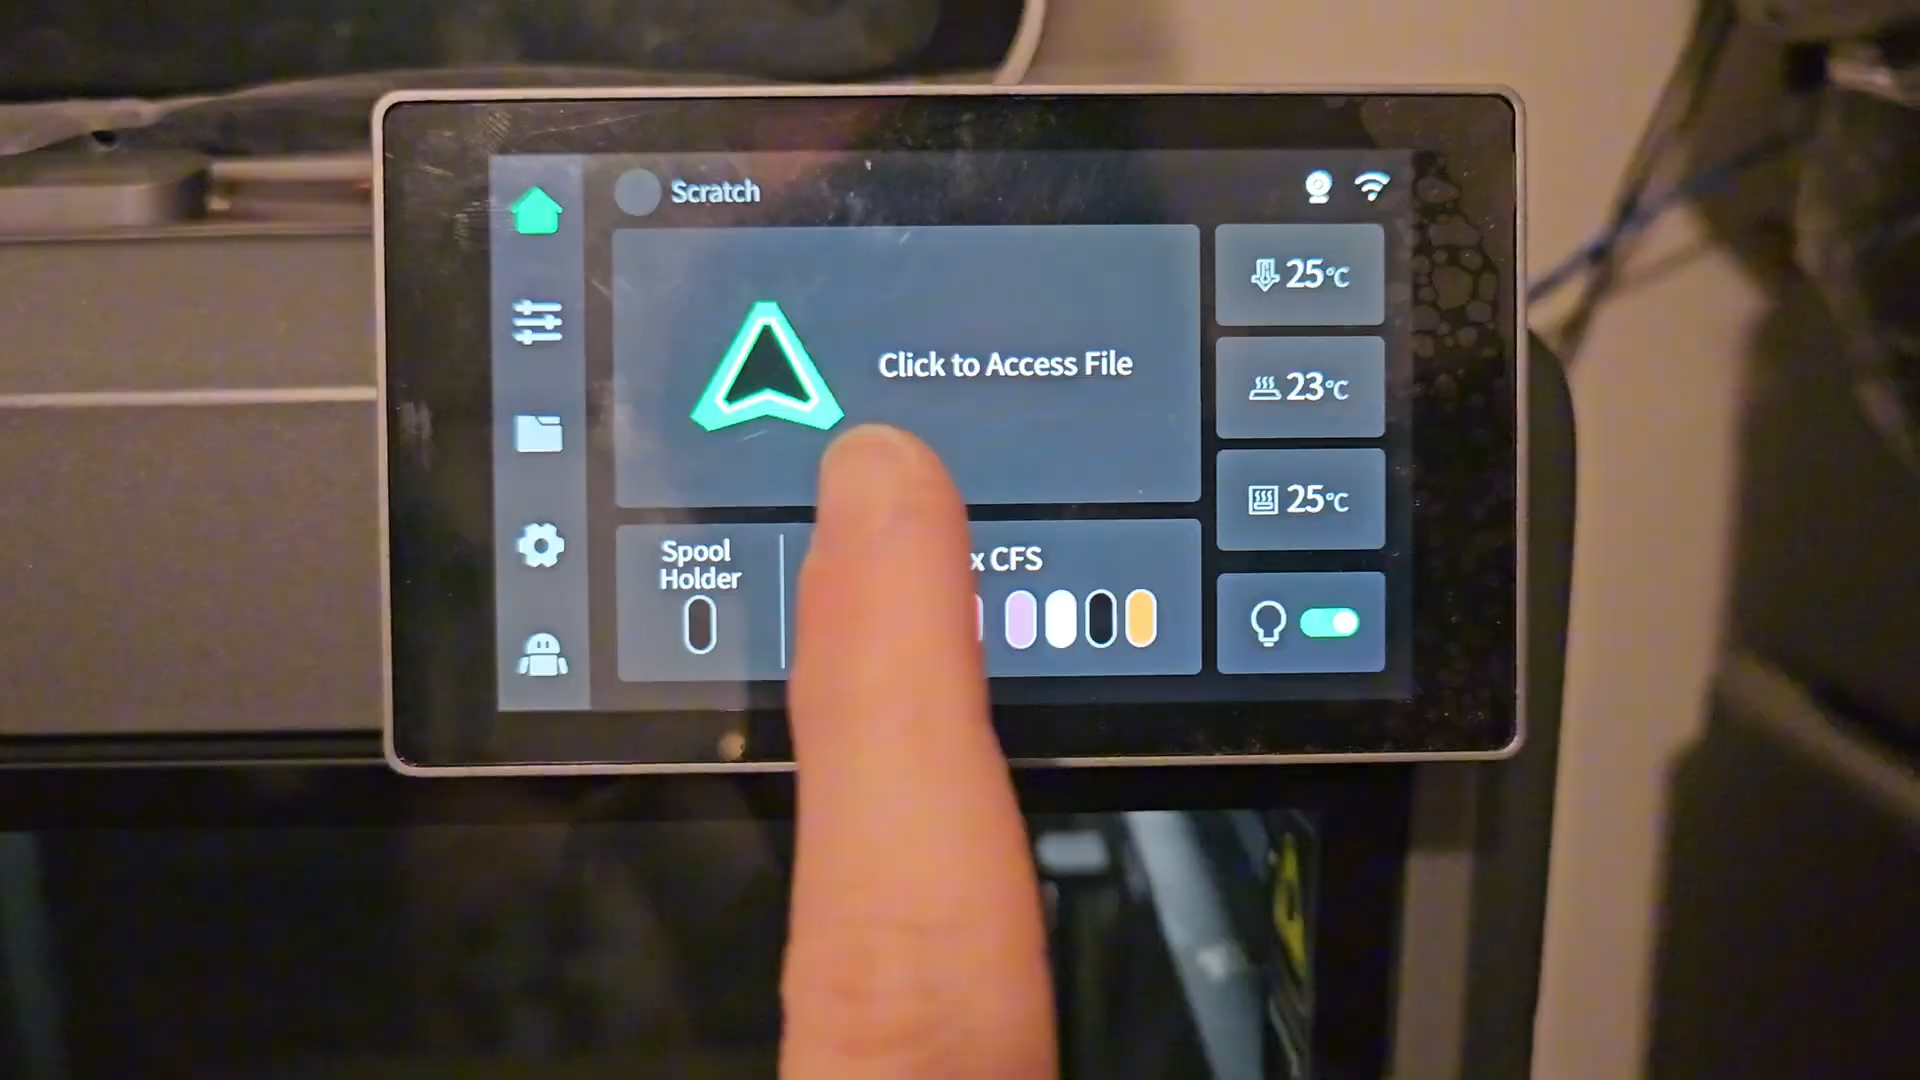 Scratch
25°C
Click to Access File
23°C
25°C
Spool
Holder
x CFS